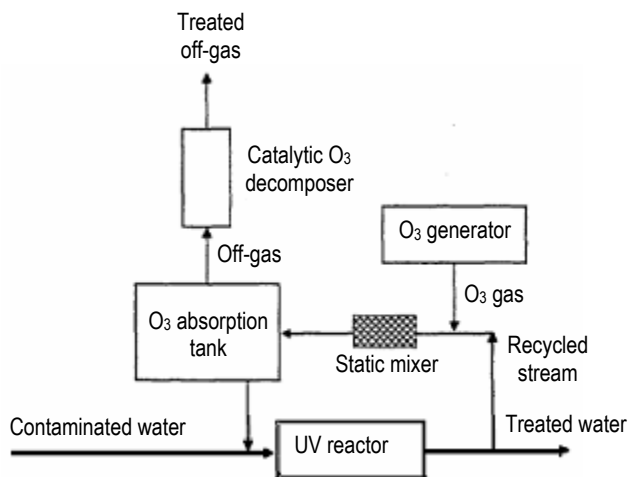 Treated
off-gas
Catalytic O₃
decomposer
O₃ generator
Off-gas
O₃ gas
O₃ absorption
tank
Static mixer
Recycled
stream
Contaminated water
UV reactor
Treated water